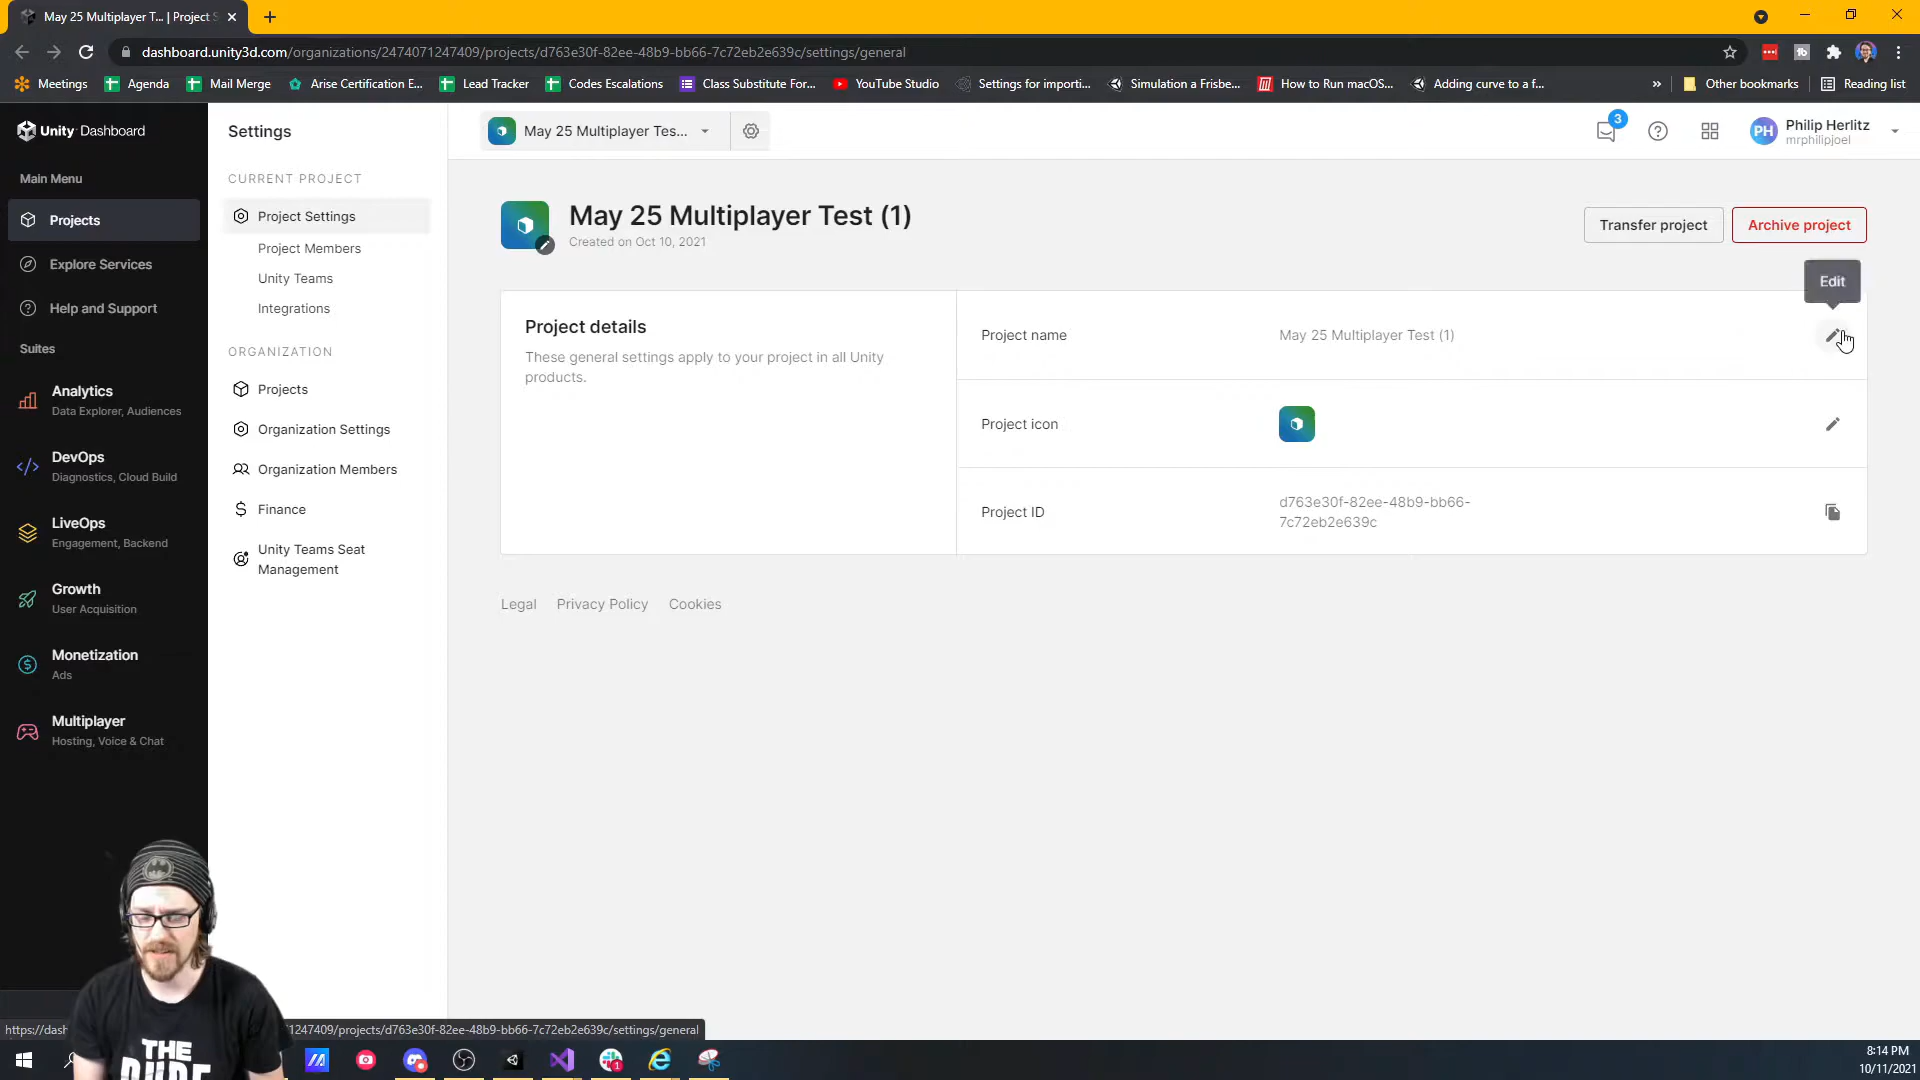 May 25 Multiplayer T... | Project S
dashboard.unity3d.com/organizations/2474071247409/projects/d763e30f-82ee-48b9-bb66-7c72eb2e639c/settings/general
Meetings
Agenda
Mail Merge
Arise Certification E...
Lead Tracker
Codes Escalations
Class Substitute For...
YouTube Studio
Settings for importi...
Simulation a Frisbe...
How to Run macOS...
Adding curve to a f...
»
Other bookmarks
Reading list
Unity Dashboard
Main Menu
Projects
Explore Services
Help and Support
Suites
Analytics
Data Explorer, Audiences
DevOps
Diagnostics, Cloud Build
LiveOps
Engagement, Backend
Growth
User Acquisition
Monetization
Ads
Multiplayer
Hosting, Voice & Chat
Settings
CURRENT PROJECT
Project Settings
Project Members
Unity Teams
Integrations
ORGANIZATION
Projects
Organization Settings
Organization Members
Finance
Unity Teams Seat
Management
May 25 Multiplayer Tes...
3
PH
Philip Herlitz
mrphilipjoel
May 25 Multiplayer Test (1)
Created on Oct 10, 2021
Transfer project
Archive project
Edit
Project details
These general settings apply to your project in all Unity
products.
Project name
May 25 Multiplayer Test (1)
Project icon
Project ID
d763e30f-82ee-48b9-bb66-
7c72eb2e639c
Legal
Privacy Policy
Cookies
https://dash
1247409/projects/d763e30f-82ee-48b9-bb66-7c72eb2e639c/settings/general
THE
DUDE
8:14 PM
10/11/2021